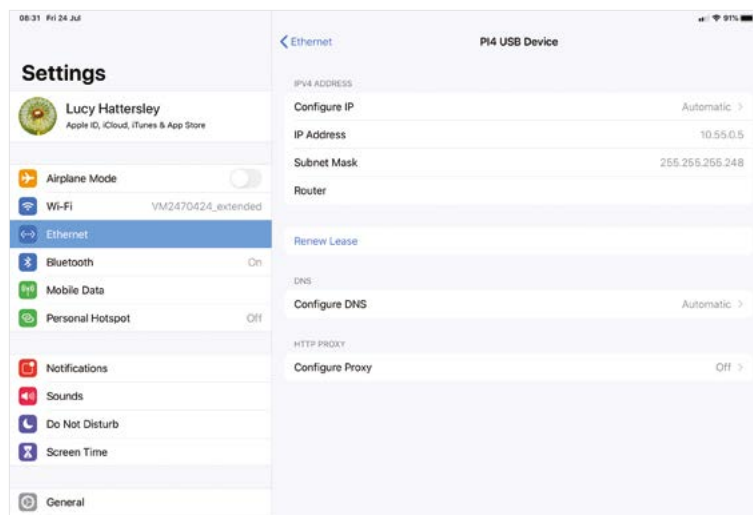 08:31 Fri 24 Jul
91%
Settings
Lucy Hattersley
Apple ID, iCloud, iTunes & App Store
Airplane Mode
Wi-Fi VM2470424_extended
Ethernet
Bluetooth On
Mobile Data
Personal Hotspot Off
Notifications
Sounds
Do Not Disturb
Screen Time
General
Ethernet
PI4 USB Device
IPV4 ADDRESS
Configure IP Automatic
IP Address 10.55.0.5
Subnet Mask 255.255.255.248
Router
Renew Lease
DNS
Configure DNS Automatic
HTTP PROXY
Configure Proxy Off